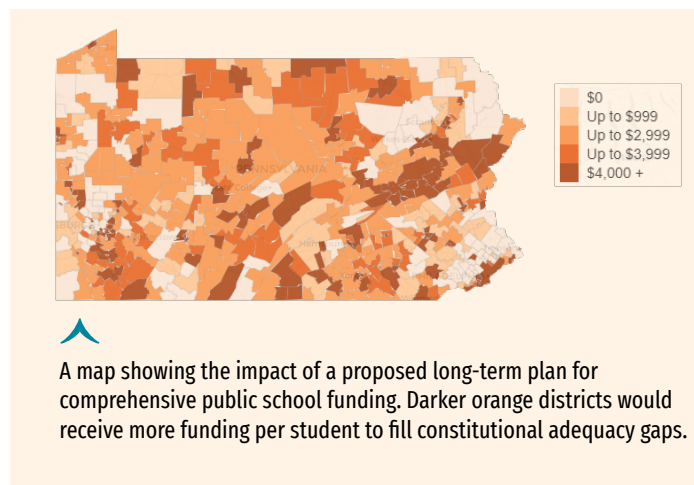 PENNSYLVANIA
$0
Up to $999
Up to $2,999
Up to $3,999
$4,000 +
A map showing the impact of a proposed long-term plan for
comprehensive public school funding. Darker orange districts would
receive more funding per student to fill constitutional adequacy gaps.